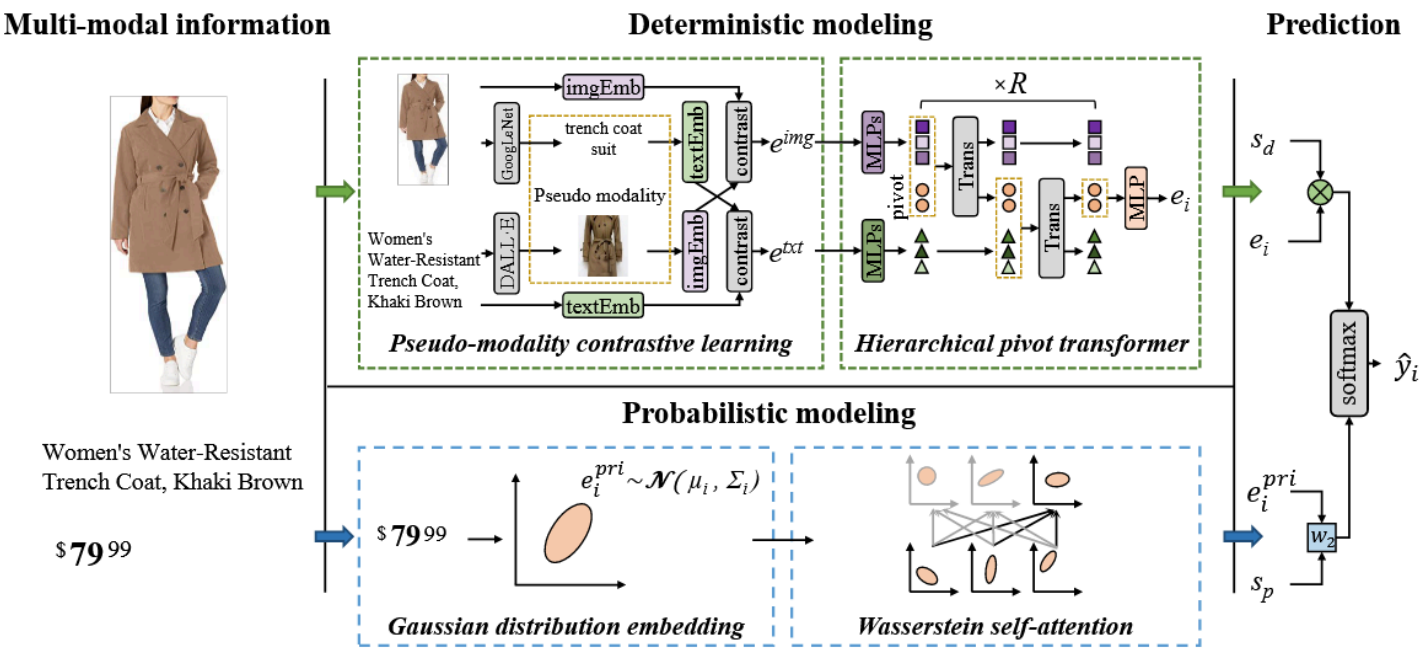 Multi-modal information
Deterministic modeling
Prediction
imgEmb
GoogLeNet
trench coat
suit
textEmb
contrast
e^{img}
Pseudo modality
Women's
Water-Resistant
Trench Coat,
Khaki Brown
DALL·E
imgEmb
contrast
e^{txt}
textEmb
Pseudo-modality contrastive learning
×R
MLPs
pivot
Trans
MLPs
Trans
MLP
e_i
Hierarchical pivot transformer
s_d
e_i
softmax
ŷ_i
Women's Water-Resistant
Trench Coat, Khaki Brown
$ 79 99
Probabilistic modeling
$ 79 99
e_i^{pri} ~ 𝒩( μ_i , Σ_i )
Gaussian distribution embedding
Wasserstein self-attention
e_i^{pri}
w_2
s_p